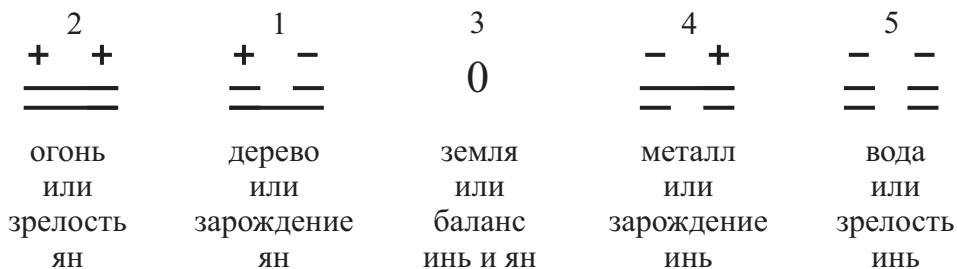 2 1 3 4 5
+ + + − − + − −
0
огонь дерево земля металл вода
или или или или или
зрелость зарождение баланс зарождение зрелость
ян ян инь и ян инь инь